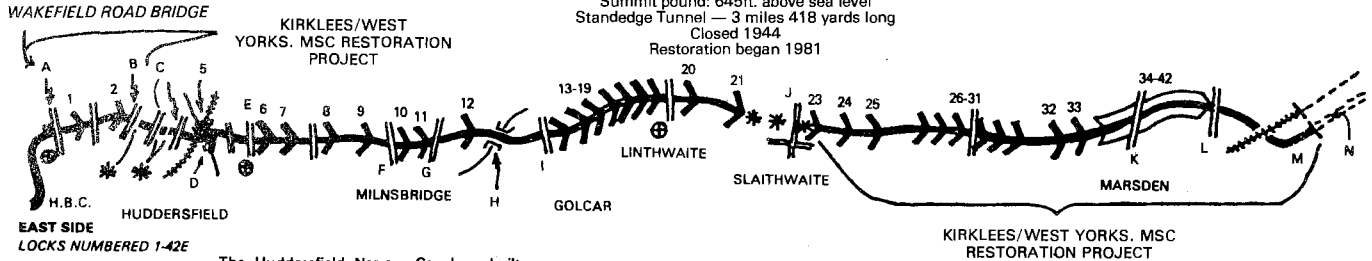 WAKEFIELD ROAD BRIDGE
KIRKLEES/WEST
YORKS. MSC RESTORATION
PROJECT
Summit pound: 645ft. above sea level
Standedge Tunnel — 3 miles 418 yards long
Closed 1944
Restoration began 1981
A
1
2
B
C
5
E
6
7
8
9
10
11
12
13-19
20
21
J
23
24
25
26-31
32
33
34-42
D
F
G
H
I
K
L
M
N
H.B.C.
HUDDERSFIELD
MILNSBRIDGE
GOLCAR
LINTHWAITE
SLAITHWAITE
MARSDEN
EAST SIDE
LOCKS NUMBERED 1-42E
KIRKLEES/WEST YORKS. MSC
RESTORATION PROJECT